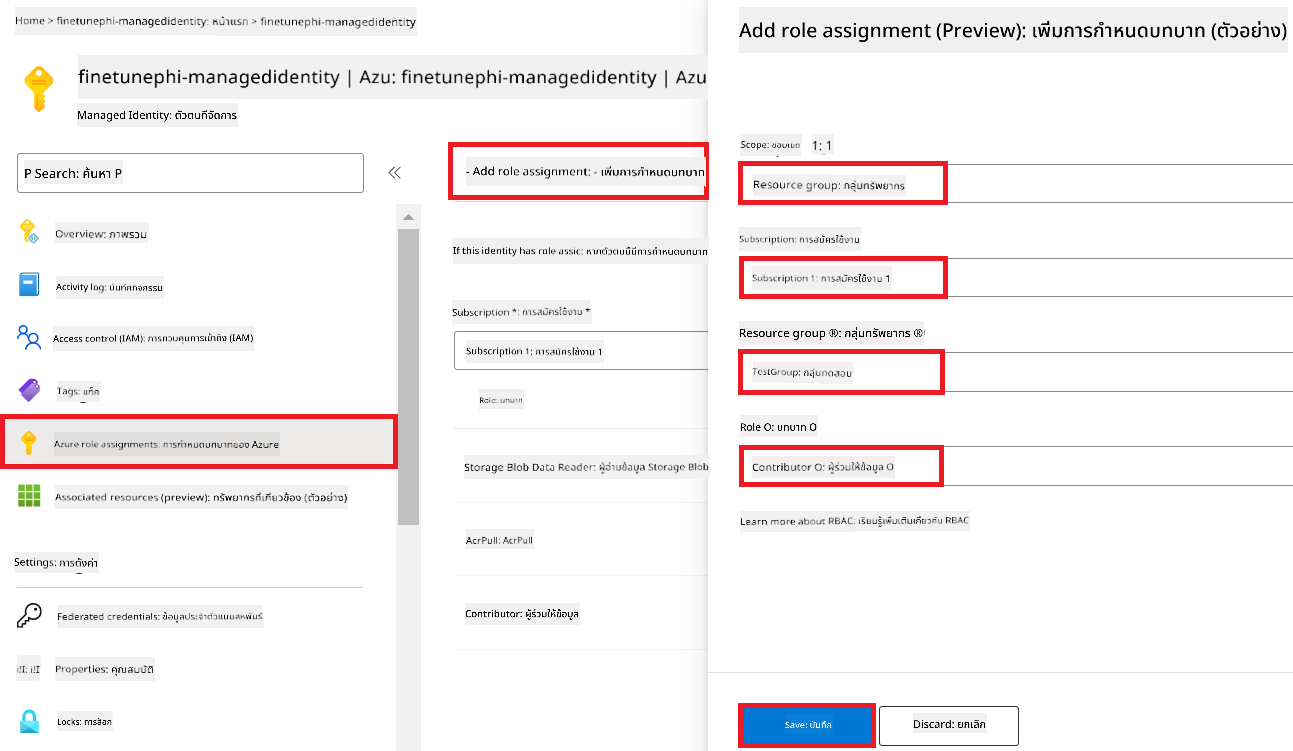 Home > finetunephi-managedidentity: หน้าแรก > finetunephi-managedidentity
finetunephi-managedidentity | Azu: finetunephi-managedidentity | Azu
Managed Identity: ตัวตนที่จัดการ
P Search: ค้นหา P
Overview: ภาพรวม
Activity log: บันทึกกิจกรรม
Access control (IAM): การควบคุมการเข้าถึง (IAM)
Tags: แท็ก
Azure role assignments: การกำหนดบทบาทของ Azure
Associated resources (preview): ทรัพยากรที่เกี่ยวข้อง (ตัวอย่าง)
Settings: การตั้งค่า
Federated credentials: ข้อมูลประจำตัวแบบสหพันธ์
Properties: คุณสมบัติ
Locks: การล็อก
- Add role assignment: - เพิ่มการกำหนดบทบาท
If this identity has role assic: หากตัวตนนี้มีการกำหนดบทบาท
Subscription *: การสมัครใช้งาน *
Subscription 1: การสมัครใช้งาน 1
Role: บทบาท
Storage Blob Data Reader: ผู้อ่านข้อมูล Storage Blob
AcrPull: AcrPull
Contributor: ผู้ร่วมให้ข้อมูล
Add role assignment (Preview): เพิ่มการกำหนดบทบาท (ตัวอย่าง)
Scope: ขอบเขต 1: 1
Resource group: กลุ่มทรัพยากร
Subscription: การสมัครใช้งาน
Subscription 1: การสมัครใช้งาน 1
Resource group ®: กลุ่มทรัพยากร ®
TestGroup: กลุ่มทดสอบ
Role O: บทบาท O
Contributor O: ผู้ร่วมให้ข้อมูล O
Learn more about RBAC: เรียนรู้เพิ่มเติมเกี่ยวกับ RBAC
Save: บันทึก
Discard: ยกเลิก